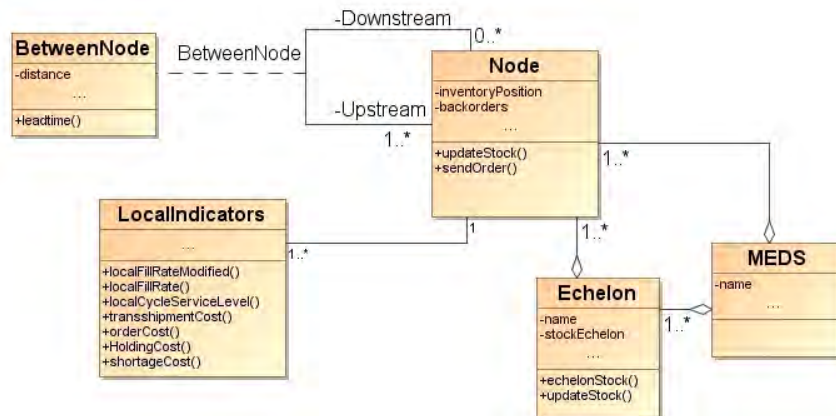 -Downstream
0..*
BetweenNode
-distance
...
+leadtime()
BetweenNode
-Upstream
1..*
Node
-inventoryPosition
-backorders
...
+updateStock()
+sendOrder()
1..*
1
1..*
LocalIndicators
...
+localFillRateModified()
+localFillRate()
+localCycleServiceLevel()
+transshipmentCost()
+orderCost()
+HoldingCost()
+shortageCost()
1..*
Echelon
-name
-stockEchelon
...
+echelonStock()
+updateStock()
1..*
MEDS
-name
...